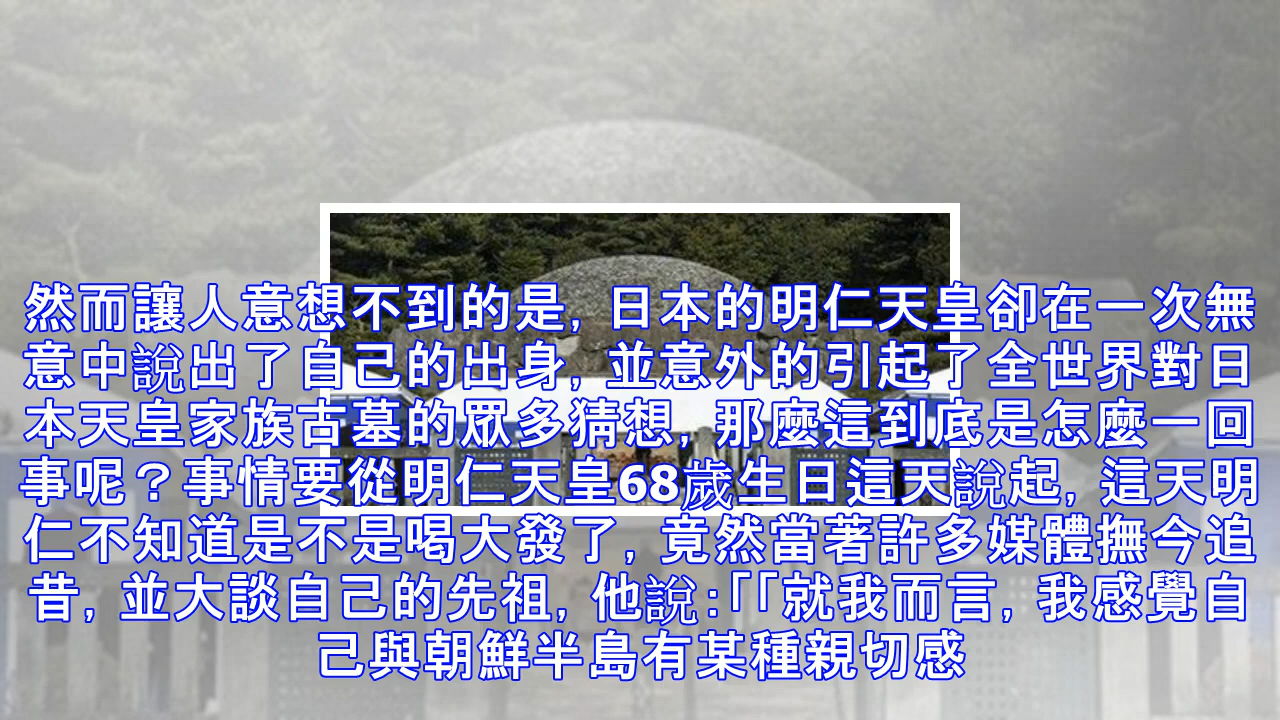 然而讓人意想不到的是, 日本的明仁天皇卻在一次無
意中說出了自己的出身, 並意外的引起了全世界對日
本天皇家族古墓的眾多猜想, 那麼這到底是怎麼一回
事呢？事情要從明仁天皇68歲生日這天說起, 這天明
仁不知道是不是喝大發了, 竟然當著許多媒體撫今追
昔, 並大談自己的先祖, 他說:「「就我而言, 我感覺自
己與朝鮮半島有某種親切感